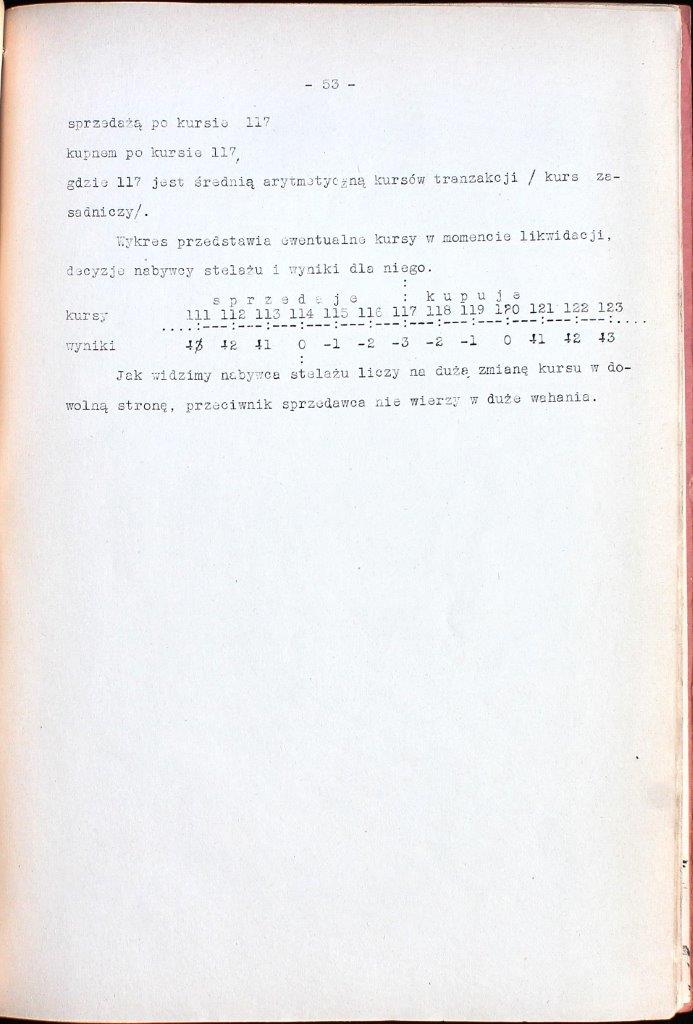 - 53 -
sprzedażą po kursie 117
kupnem po kursie 117,
gdzie 117 jest średnią arytmetyczną kursów tranzakcji / kurs za-
sadniczy/.
Wykres przedstawia ewentualne kursy w momencie likwidacji,
decyzje nabywcy stelażu i wyniki dla niego.
s p r z e d a j e : k u p u j e
kursy 111 112 113 114 115 116 117 118 119 120 121 122 123
....:---:---:---:---:---:---:---:---:---:---:---:---:....
wyniki +3 +2 +1 0 -1 -2 -3 -2 -1 0 +1 +2 +3
Jak widzimy nabywca stelażu liczy na dużą zmianę kursu w do-
wolną stronę, przeciwnik sprzedawca nie wierzy w duże wahania.